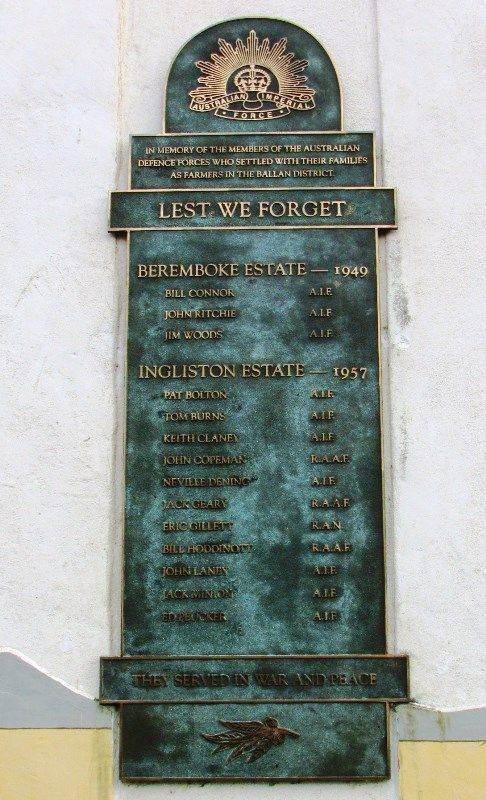 AUSTRALIAN IMPERIAL
FORCE
IN MEMORY OF THE MEMBERS OF THE AUSTRALIAN
DEFENCE FORCES WHO SETTLED WITH THEIR FAMILIES
AS FARMERS IN THE BALLAN DISTRICT
LEST WE FORGET
BEREMBOKE ESTATE — 1949
BILL CONNOR A.I.F.
JOHN RITCHIE A.I.F.
JIM WOODS A.I.F.
INGLISTON ESTATE — 1957
PAT BOLTON A.I.F.
TOM BURNS A.I.F.
KEITH CLANEY A.I.F.
JOHN COPEMAN R.A.A.F.
NEVILLE DENING A.I.F.
JACK GEARY R.A.A.F.
ERIC GILLETT R.A.N.
BILL HODDINOTT R.A.A.F.
JOHN LANEY A.I.F.
JACK MINTON A.I.F.
ED A.I.F.
THEY SERVED IN WAR AND PEACE